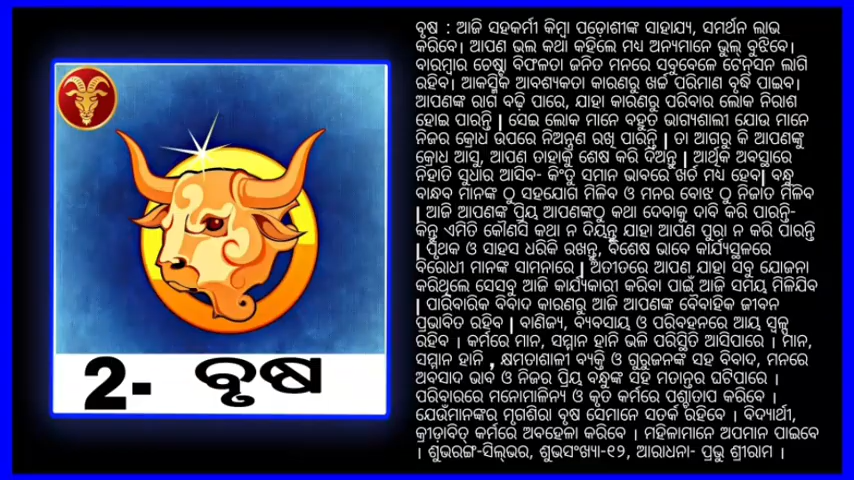 2- ବୃଷ
ବୃଷ : ଆଜି ସହକର୍ମୀ କିମ୍ବା ପଡ଼ୋଶୀଙ୍କ ସାହାଯ୍ୟ, ସମର୍ଥନ ଲାଭ
କରିବେ। ଆପଣ ଭଲ କଥା କହିଲେ ମଧ୍ୟ ଅନ୍ୟମାନେ ଭୁଲ୍ ବୁଝିବେ।
ବାରମ୍ବାର ଚେଷ୍ଟା ବିଫଳତା ଜନିତ ମନରେ ସବୁବେଳେ ଟେନ୍‌ସନ ଲାଗି
ରହିବ। ଆକସ୍ମିକ ଆବଶ୍ୟକତା କାରଣରୁ ଖର୍ଚ୍ଚ ପରିମାଣ ବୃଦ୍ଧି ପାଇବ।
ଆପଣଙ୍କ ରାଗ ବଢ଼ି ପାରେ, ଯାହା କାରଣରୁ ପରିବାର ଲୋକ ନିରାଶ
ହୋଇ ପାରନ୍ତି | ସେଇ ଲୋକ ମାନେ ବହୁତ ଭାଗ୍ୟଶାଲୀ ଯୋଉ ମାନେ
ନିଜର କ୍ରୋଧ ଉପରେ ନିଅନ୍ତ୍ରଣ ରଖି ପାରନ୍ତି | ତା ଆଗରୁ କି ଆପଣଙ୍କୁ
କ୍ରୋଧ ଆସୁ, ଆପଣ ତାହାକୁ ଶେଷ କରି ଦିଅନ୍ତୁ | ଆର୍ଥିକ ଅବସ୍ଥାରେ
ନିହାତି ସୁଧାର ଆସିବ- କିଂତୁ ସମାନ ଭାବରେ ଖର୍ଚ୍ଚ ମଧ୍ୟ ହେବ| ବନ୍ଧୁ
ବାନ୍ଧବ ମାନଙ୍କ ଠୁ ସହଯୋଗ ମିଳିବ ଓ ମନର ବୋଝ ଠୁ ନିଜାତ ମିଳିବ
| ଆଜି ଆପଣଙ୍କ ପ୍ରିୟ ଆପଣଙ୍କଠୁ କଥା ଦେବାକୁ ଦାବି କରି ପାରନ୍ତି-
କିନ୍ତୁ ଏମିତି କୌଣସି କଥା ନ ଦିୟନ୍ତୁ ଯାହା ଆପଣ ପୁରା ନ କରି ପାରନ୍ତି
| ପୃଥକ ଓ ସାହସ ଧରିକି ରଖନ୍ତୁ, ବିଶେଷ ଭାବେ କାର୍ଯ୍ୟସ୍ଥଳରେ
ବିରୋଧୀ ମାନଙ୍କ ସାମନାରେ | ଅତୀତରେ ଆପଣ ଯାହା ସବୁ ଯୋଜନା
କରିଥିଲେ ସେସବୁ ଆଜି କାର୍ଯ୍ୟକାରୀ କରିବା ପାଇଁ ଆଜି ସମୟ ମିଳିଯିବ
| ପାରିବାରିକ ବିବାଦ କାରଣରୁ ଆଜି ଆପଣଙ୍କ ବୈବାହିକ ଜୀବନ
ପ୍ରଭାବିତ ରହିବ | ବାଣିଜ୍ୟ, ବ୍ୟବସାୟ ଓ ପରିବହନରେ ଆୟ ସ୍ୱଳ୍ପ
ରହିବ । କର୍ମରେ ମାନ, ସମ୍ମାନ ହାନି ଭଳି ପରିସ୍ଥିତି ଆସିପାରେ । ମାନ,
ସମ୍ମାନ ହାନି , କ୍ଷମତାଶାଳୀ ବ୍ୟକ୍ତି ଓ ଗୁରୁଜନଙ୍କ ସହ ବିବାଦ, ମନରେ
ଅବସାଦ ଭାବ ଓ ନିଜର ପ୍ରିୟ ବନ୍ଧୁଙ୍କ ସହ ମତାନ୍ତର ଘଟିପାରେ ।
ପରିବାରରେ ମନୋମାଳିନ୍ୟ ଓ କୃତ କର୍ମରେ ପଶ୍ଚାତାପ କରିବେ ।
ଯେଉଁମାନଙ୍କର ମୃଗଶିରା ବୃଷ ସେମାନେ ସତର୍କ ରହିବେ । ବିଦ୍ୟାର୍ଥୀ,
କ୍ରୀଡ଼ାବିତ୍ କର୍ମରେ ଅବହେଳା କରିବେ । ମହିଳାମାନେ ଅପମାନ ପାଇବେ
। ଶୁଭରଙ୍ଗ-ସିଲ୍‌ଭର, ଶୁଭସଂଖ୍ୟା-୧୨, ଆରାଧନା- ପ୍ରଭୁ ଶ୍ରୀରାମ ।